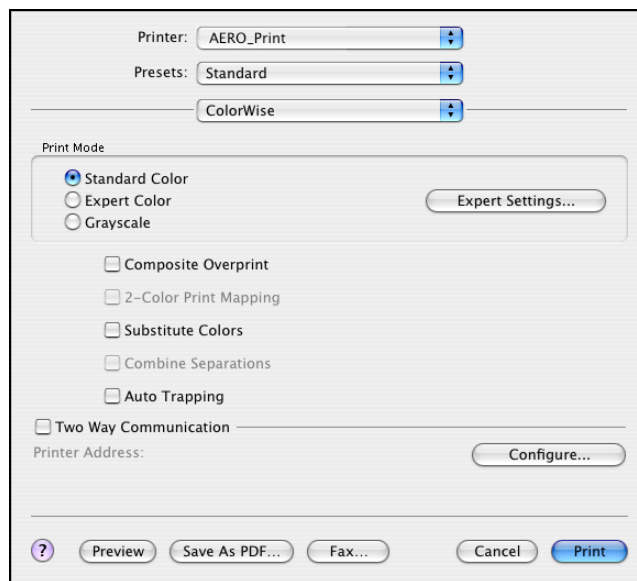 Printer: AERO_Print
Presets: Standard
ColorWise
Print Mode
Standard Color
Expert Color
Expert Settings...
Grayscale
Composite Overprint
2-Color Print Mapping
Substitute Colors
Combine Separations
Auto Trapping
Two Way Communication
Printer Address:
Configure...
? Preview Save As PDF... Fax... Cancel Print